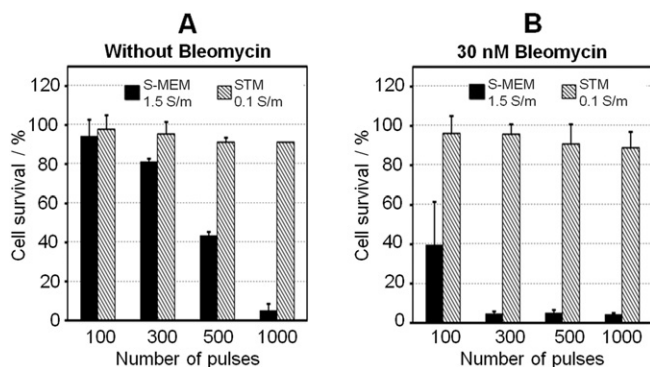 A
Without Bleomycin
S-MEM
1.5 S/m
STM
0.1 S/m
Cell survival / %
120
100
80
60
40
20
0
100 300 500 1000
Number of pulses
B
30 nM Bleomycin
S-MEM
1.5 S/m
STM
0.1 S/m
Cell survival / %
120
100
80
60
40
20
0
100 300 500 1000
Number of pulses